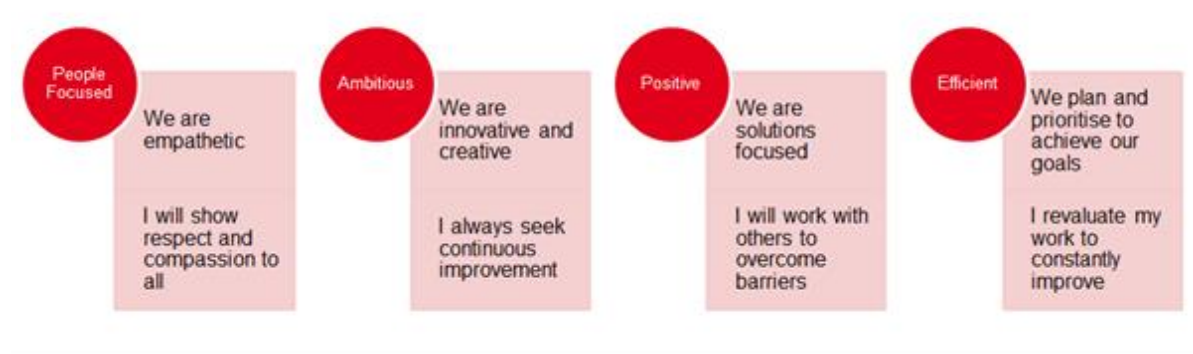 People
Focused
We are
empathetic
I will show
respect and
compassion to
all
Ambitious
We are
innovative and
creative
I always seek
continuous
improvement
Positive
We are
solutions
focused
I will work with
others to
overcome
barriers
Efficient
We plan and
prioritise to
achieve our
goals
I revaluate my
work to
constantly
improve